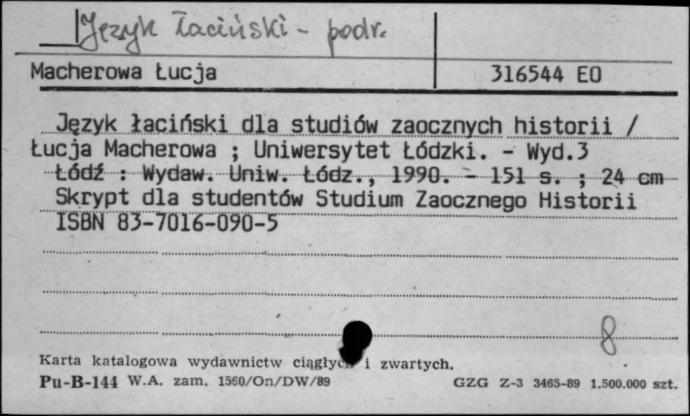 Język łaciński - podr.
Macherowa Łucja 316544 EO
Język łaciński dla studiów zaocznych historii /
Łucja Macherowa ; Uniwersytet Łódzki. - Wyd.3
Łódź : Wydaw. Uniw. Łódz., 1990. - 151 s. ; 24 cm
Skrypt dla studentów Studium Zaocznego Historii
ISBN 83-7016-090-5
8
Karta katalogowa wydawnictw ciągłych i zwartych.
Pu-B-144 W.A. zam. 1560/On/DW/89 GZG Z-3 3465-89 1.500.000 szt.